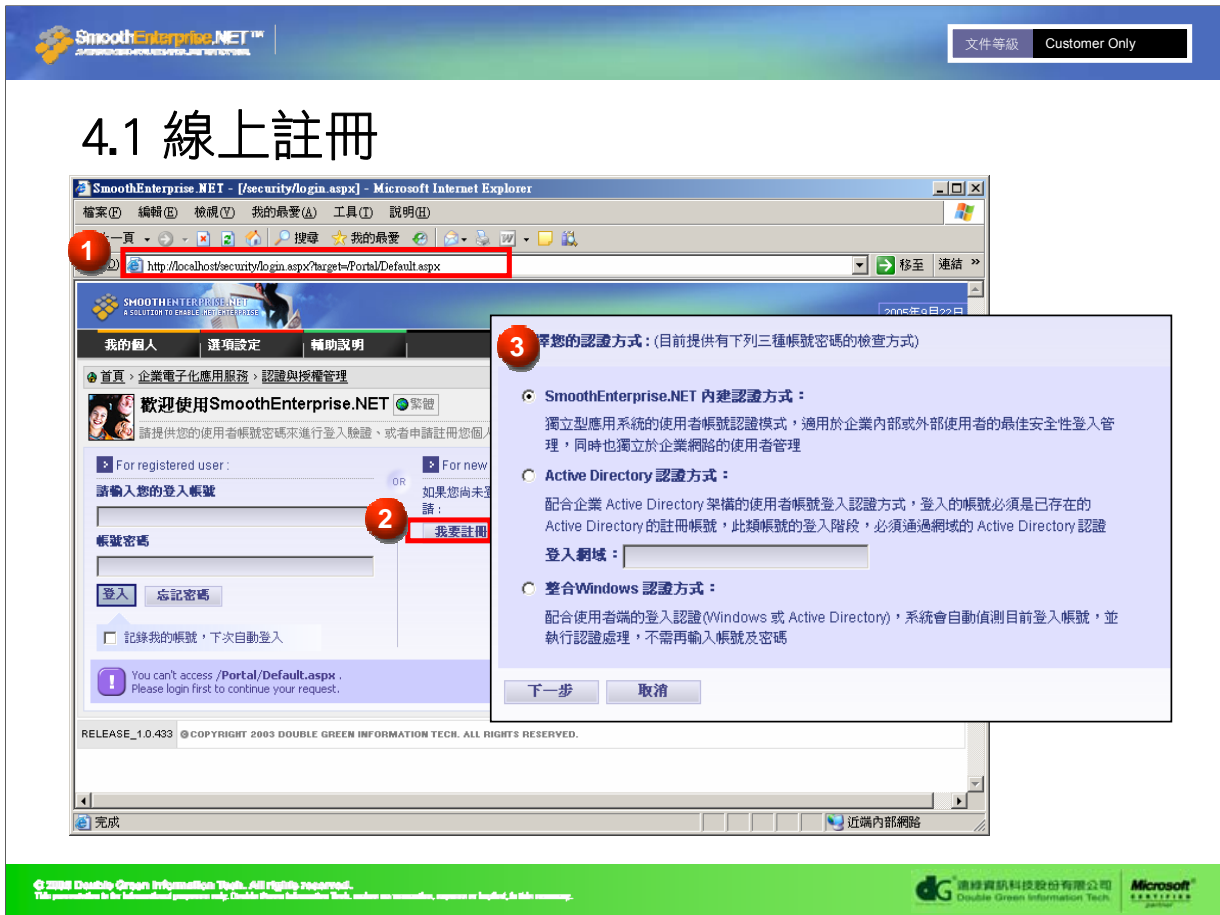 SmoothEnterprise.NET™
文件等級 Customer Only
4.1 線上註冊
SmoothEnterprise.NET - [/security/login.aspx] - Microsoft Internet Explorer
檔案(F) 編輯(E) 檢視(V) 我的最愛(A) 工具(T) 說明(H)
一頁 搜尋 我的最愛
1
D) http://localhost/security/login.aspx?target=/Portal/Default.aspx 移至 連結 »
SMOOTHENTERPRISE.NET
A SOLUTION TO ENABLE .NET ENTERPRISE
2005年9月22日
我的個人 選項設定 輔助說明
首頁 › 企業電子化應用服務 › 認證與授權管理
歡迎使用SmoothEnterprise.NET 繁體
請提供您的使用者帳號密碼來進行登入驗證、或者申請註冊您個人
For registered user :
請輸入您的登入帳號
帳號密碼
登入 忘記密碼
記錄我的帳號，下次自動登入
OR
For new
如果您尚未
請：
2
我要註冊
You can't access /Portal/Default.aspx .
Please login first to continue your request.
RELEASE_1.0.433 © COPYRIGHT 2003 DOUBLE GREEN INFORMATION TECH. ALL RIGHTS RESERVED.
完成 近端內部網路
3
擇您的認證方式：(目前提供有下列三種帳號密碼的檢查方式)
SmoothEnterprise.NET 內建認證方式：
獨立型應用系統的使用者帳號認證模式，適用於企業內部或外部使用者的最佳安全性登入管
理，同時也獨立於企業網路的使用者管理
Active Directory 認證方式：
配合企業 Active Directory 架構的使用者帳號登入認證方式，登入的帳號必須是已存在的
Active Directory 的註冊帳號，此類帳號的登入階段，必須通過網域的 Active Directory 認證
登入網域：
整合Windows 認證方式：
配合使用者端的登入認證(Windows 或 Active Directory)，系統會自動偵測目前登入帳號，並
執行認證處理，不需再輸入帳號及密碼
下一步 取消
Double Green Information Tech. All rights reserved.
Double Green Information Tech.
Microsoft
CERTIFIED
Partner